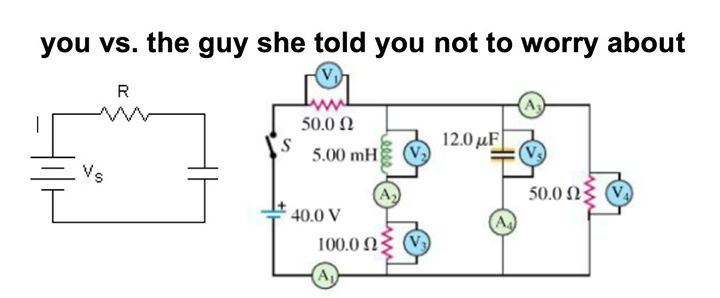 you vs. the guy she told you not to worry about
R
I
Vs
V1
50.0 Ω
S
5.00 mH
V2
A2
40.0 V
100.0 Ω
V3
A1
12.0 μF
A3
V5
50.0 Ω
V4
A4
+